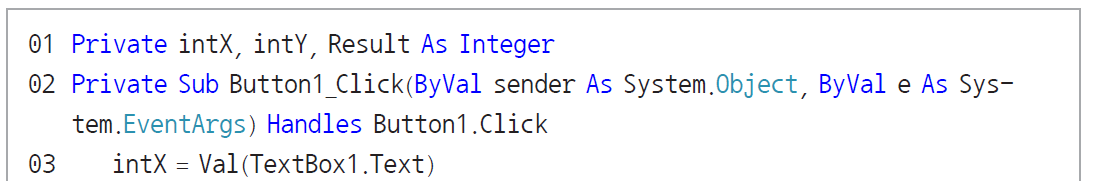 01 Private intX, intY, Result As Integer
02 Private Sub Button1_Click(ByVal sender As System.Object, ByVal e As Sys-
tem.EventArgs) Handles Button1.Click
03 intX = Val(TextBox1.Text)